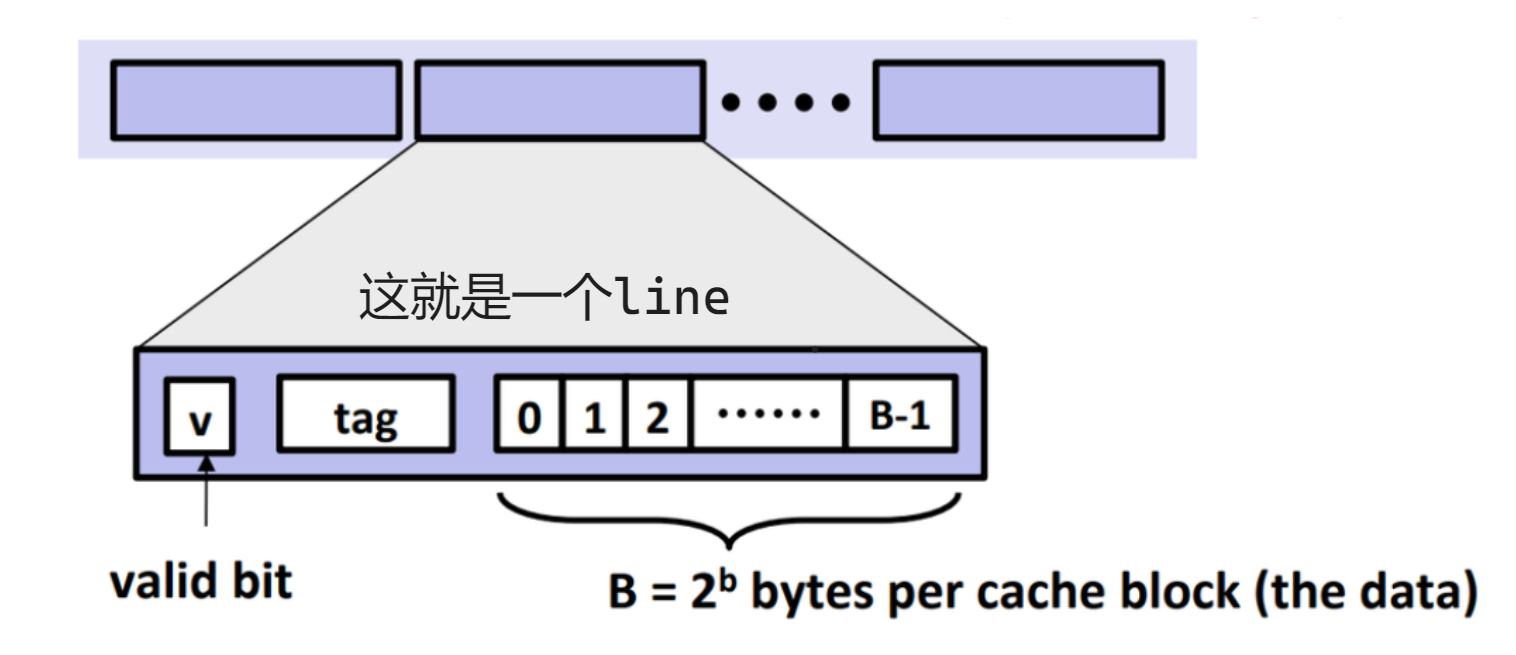 这就是一个line
v tag 0 1 2 ...... B-1
valid bit
B = 2ᵇ bytes per cache block (the data)